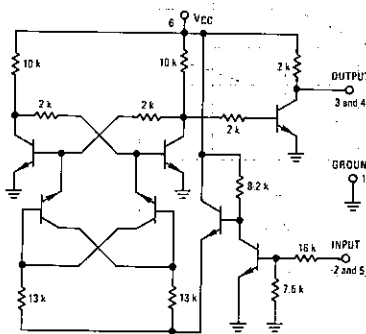 6 VCC
10 k
10 k
2 k
OUTPUT
3 and 4
2 k
2 k
2 k
GROUND
1
8.2 k
INPUT
2 and 5
16 k
7.5 k
13 k
13 k